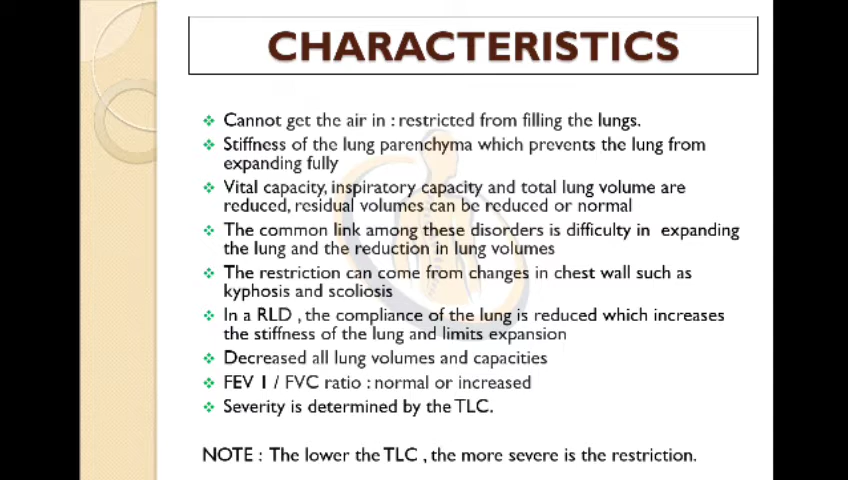 CHARACTERISTICS
Cannot get the air in : restricted from filling the lungs.
Stiffness of the lung parenchyma which prevents the lung from
expanding fully
Vital capacity, inspiratory capacity and total lung volume are
reduced, residual volumes can be reduced or normal
The common link among these disorders is difficulty in expanding
the lung and the reduction in lung volumes
The restriction can come from changes in chest wall such as
kyphosis and scoliosis
In a RLD , the compliance of the lung is reduced which increases
the stiffness of the lung and limits expansion
Decreased all lung volumes and capacities
FEV 1 / FVC ratio : normal or increased
Severity is determined by the TLC.
NOTE : The lower the TLC , the more severe is the restriction.